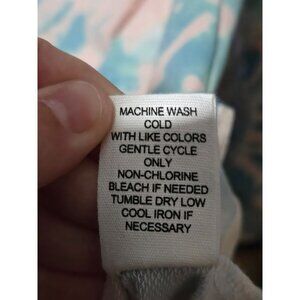 MACHINE WASH
COLD
WITH LIKE COLORS
GENTLE CYCLE
ONLY
NON-CHLORINE
BLEACH IF NEEDED
TUMBLE DRY LOW
COOL IRON IF
NECESSARY